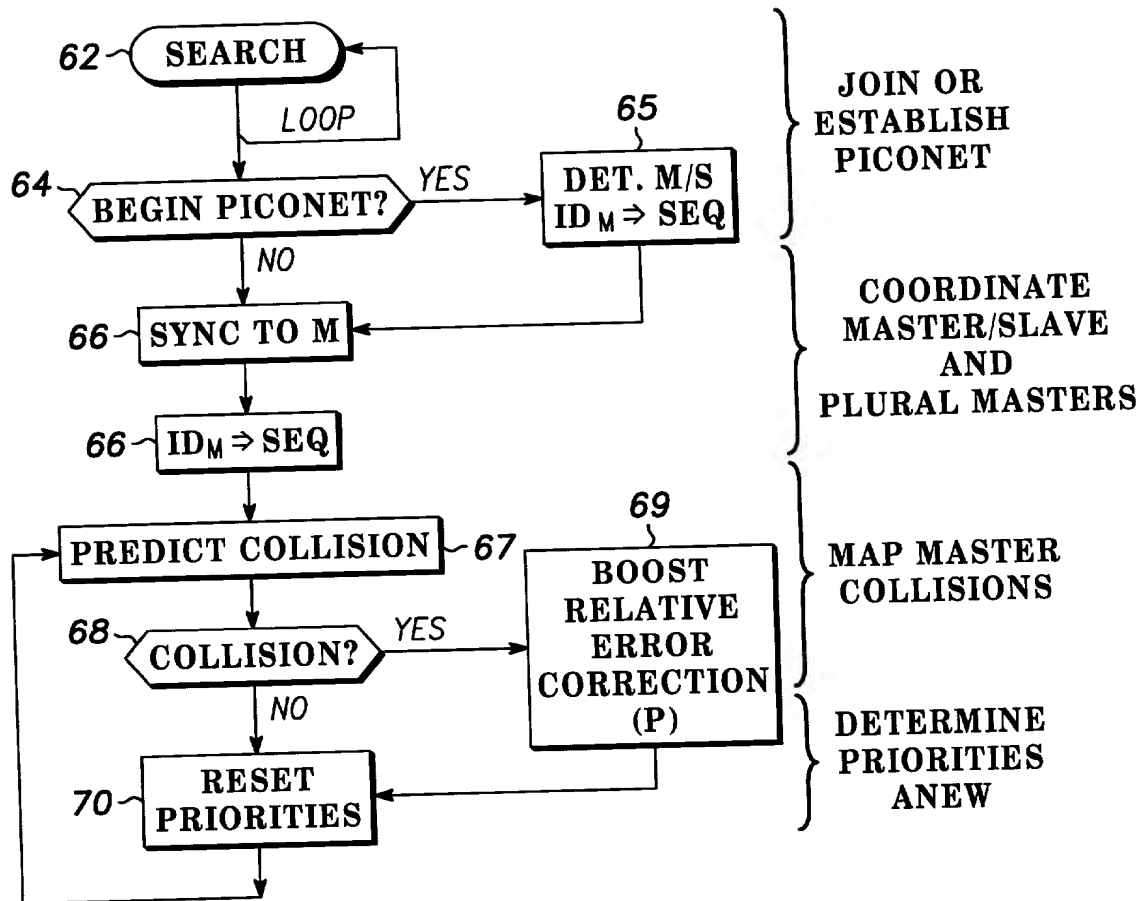 62
SEARCH
LOOP
64
BEGIN PICONET?
YES
NO
65
DET. M/S
IDM ⇒ SEQ
JOIN OR
ESTABLISH
PICONET
66
SYNC TO M
66
IDM ⇒ SEQ
COORDINATE
MASTER/SLAVE
AND
PLURAL MASTERS
PREDICT COLLISION
67
68
COLLISION?
YES
NO
69
BOOST
RELATIVE
ERROR
CORRECTION
(P)
MAP MASTER
COLLISIONS
70
RESET
PRIORITIES
DETERMINE
PRIORITIES
ANEW